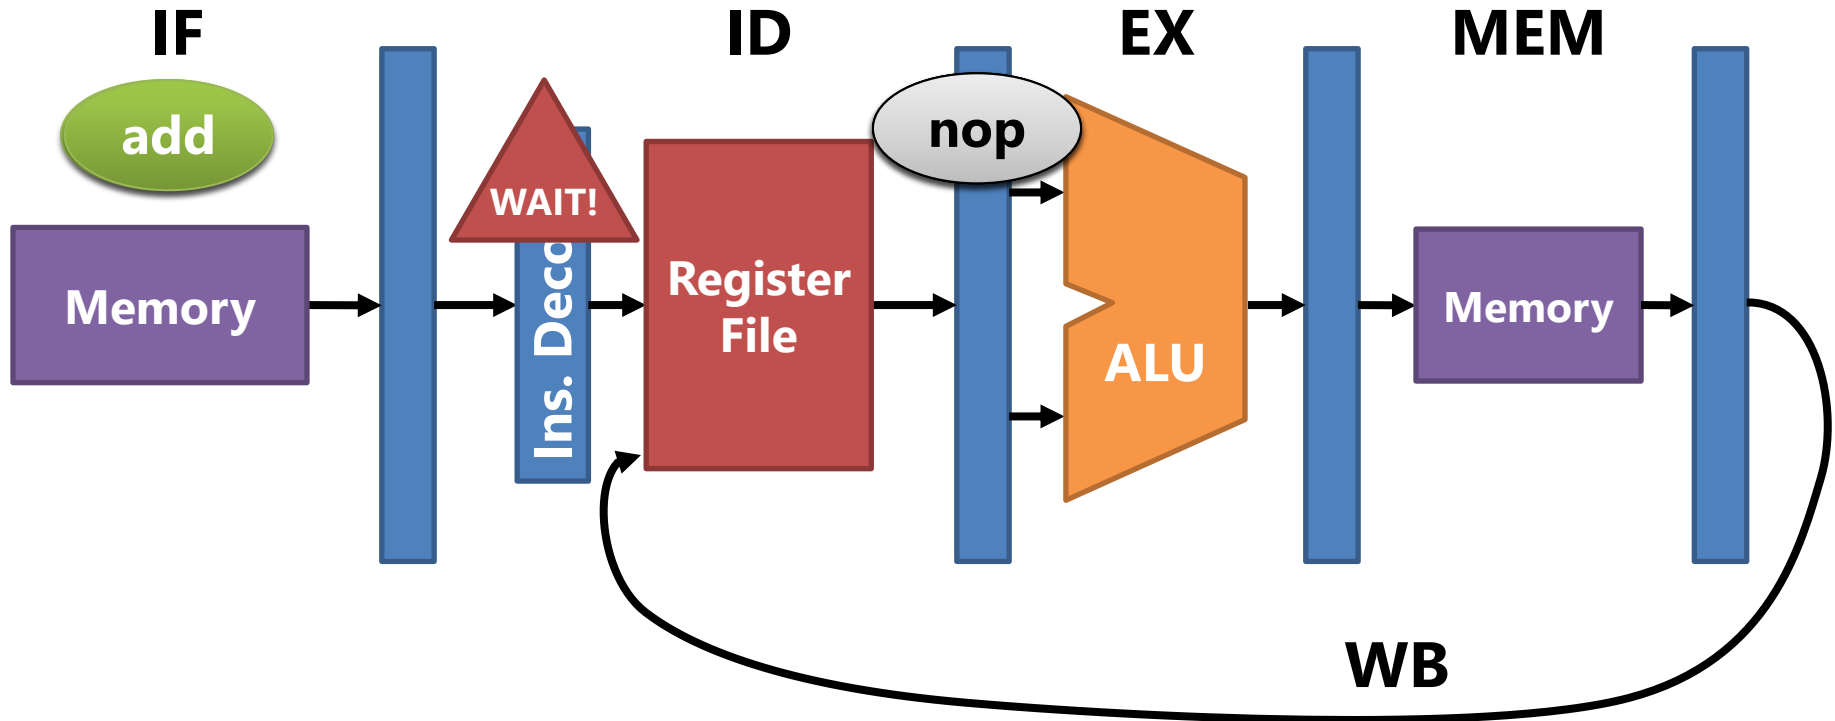 IF
ID
EX
MEM
add
nop
WAIT!
Memory
Ins. Deco
Register
File
ALU
Memory
WB